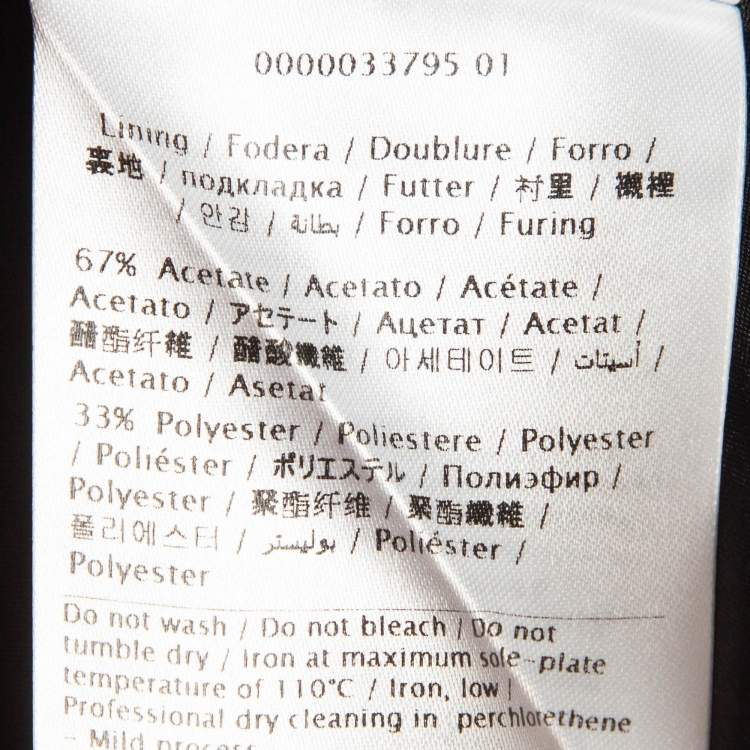 0000033795 01
Lining / Fodera / Doublure / Forro /
裏地 / подкладка / Futter / 衬里 / 襯裡
/ 안감 / بطانة / Forro / Furing
67% Acetate / Acetato / Acétate /
Acetato / アセテート / Ацетат / Acetat /
醋酯纤维 / 醋酸纖維 / 아세테이트 / أسيتات /
Acetato / Asetat
33% Polyester / Poliestere / Polyester
/ Poliéster / ポリエステル / Полиэфир /
Polyester / 聚酯纤维 / 聚酯纖維 /
폴리에스터 / بوليستر / Poliéster /
Polyester
Do not wash / Do not bleach / Do not
tumble dry / Iron at maximum sole-plate
temperature of 110°C / Iron, low |
Professional dry cleaning in perchlorethene
- Mild process